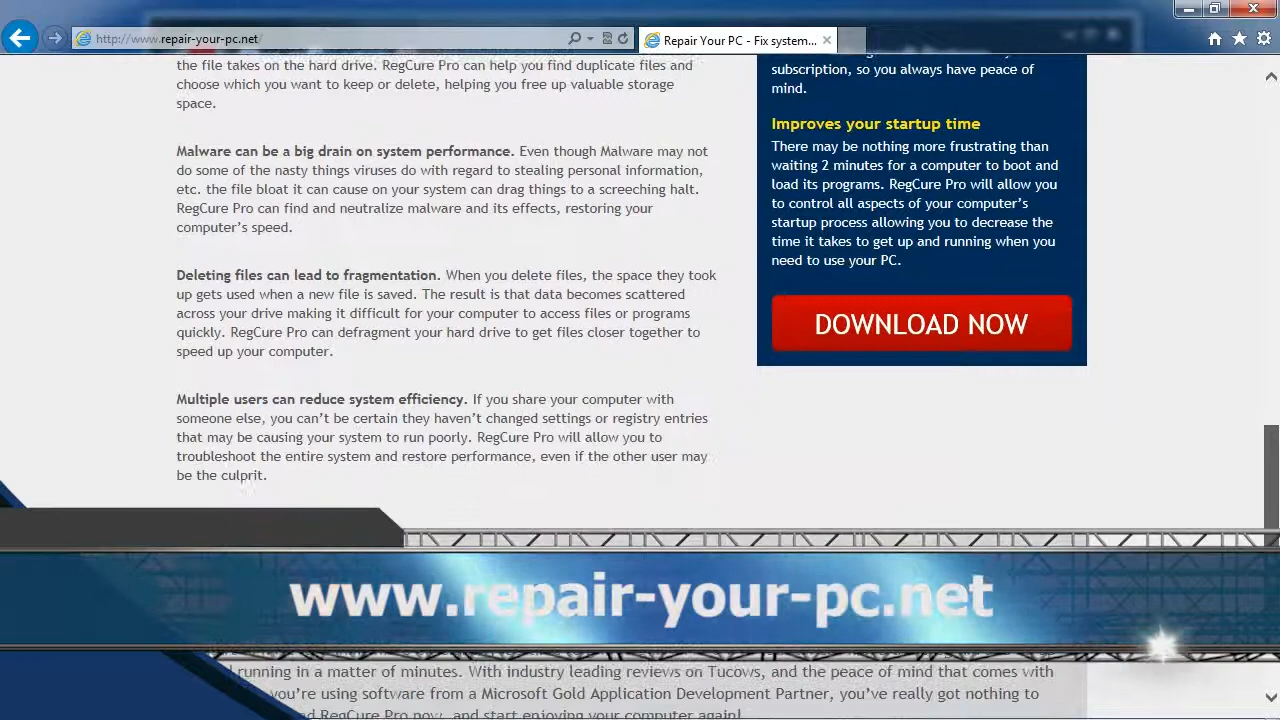 http://www.repair-your-pc.net/
Repair Your PC - Fix system...
the file takes on the hard drive. RegCure Pro can help you find duplicate files and
choose which you want to keep or delete, helping you free up valuable storage
space.
Malware can be a big drain on system performance. Even though Malware may not
do some of the nasty things viruses do with regard to stealing personal information,
etc. the file bloat it can cause on your system can drag things to a screeching halt.
RegCure Pro can find and neutralize malware and its effects, restoring your
computer's speed.
Deleting files can lead to fragmentation. When you delete files, the space they took
up gets used when a new file is saved. The result is that data becomes scattered
across your drive making it difficult for your computer to access files or programs
quickly. RegCure Pro can defragment your hard drive to get files closer together to
speed up your computer.
Multiple users can reduce system efficiency. If you share your computer with
someone else, you can't be certain they haven't changed settings or registry entries
that may be causing your system to run poorly. RegCure Pro will allow you to
troubleshoot the entire system and restore performance, even if the other user may
be the culprit.
subscription, so you always have peace of
mind.
Improves your startup time
There may be nothing more frustrating than
waiting 2 minutes for a computer to boot and
load its programs. RegCure Pro will allow you
to control all aspects of your computer's
startup process allowing you to decrease the
time it takes to get up and running when you
need to use your PC.
DOWNLOAD NOW
www.repair-your-pc.net
running in a matter of minutes. With industry leading reviews on Tucows, and the peace of mind that comes with
you're using software from a Microsoft Gold Application Development Partner, you've really got nothing to
RegCure Pro now, and start enjoying your computer again!